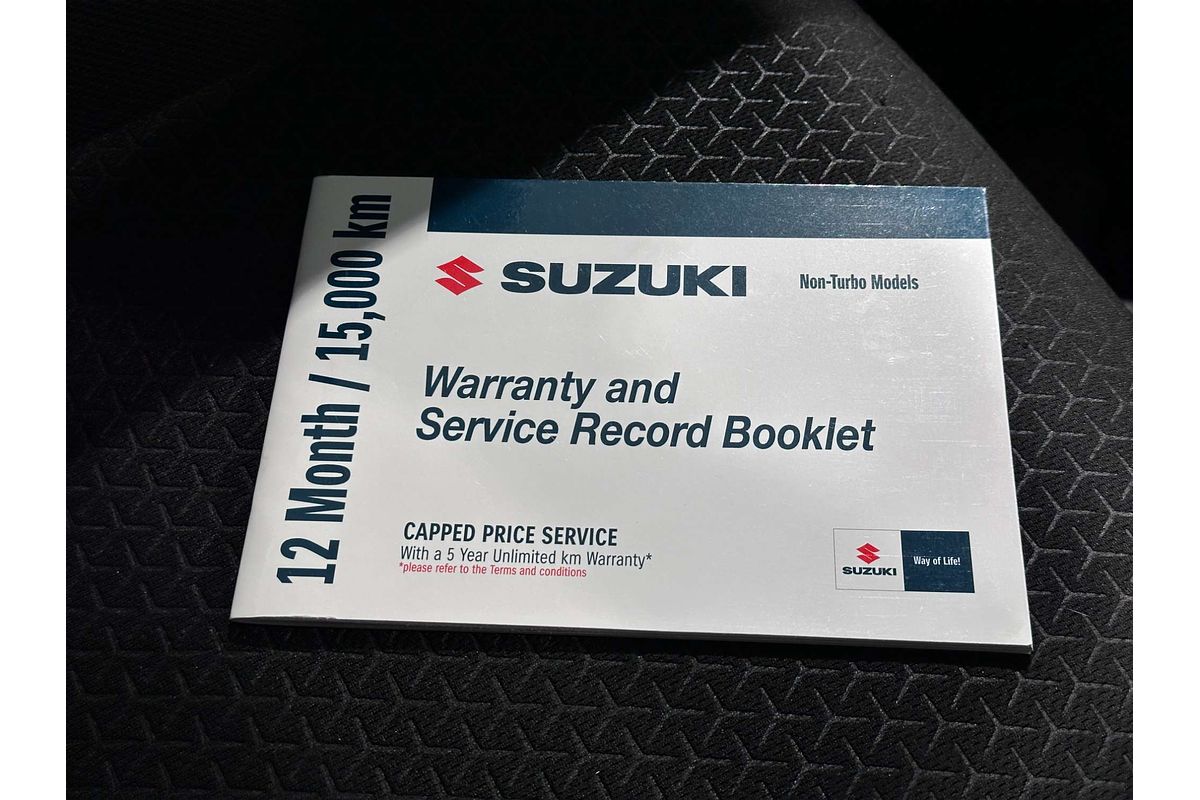 12 Month / 15,000 km
SUZUKI
Non-Turbo Models
Warranty and
Service Record Booklet
CAPPED PRICE SERVICE
With a 5 Year Unlimited km Warranty*
*please refer to the Terms and conditions
SUZUKI
Way of Life!